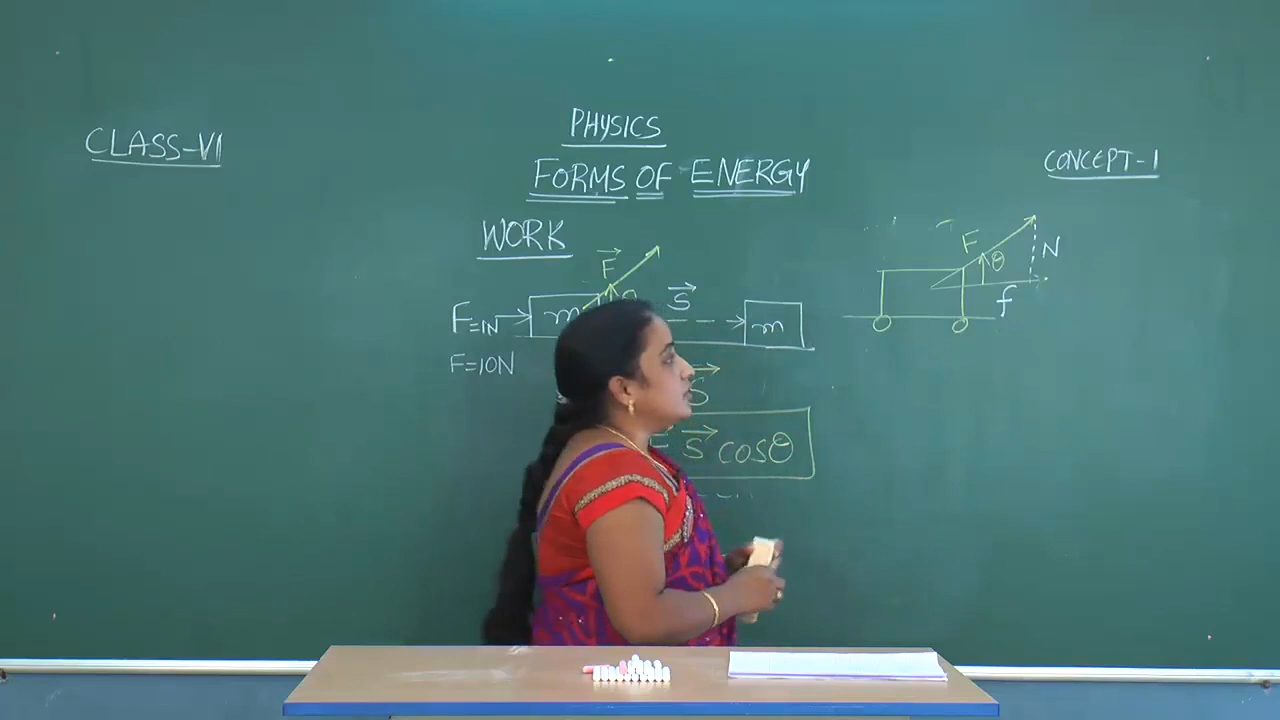 CLASS-VI
PHYSICS
FORMS OF ENERGY
CONCEPT-1
WORK
F
S
F=1N
m
m
F=10N
S
S cosθ
F
θ
N
f